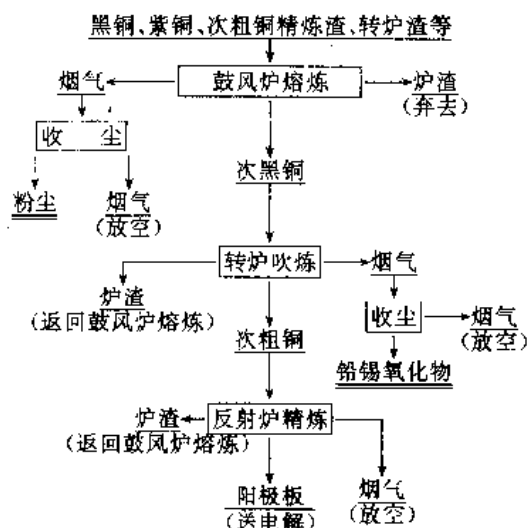 黑铜、紫铜、次粗铜精炼渣、转炉渣等
烟气
鼓风炉熔炼
炉渣
(弃去)
收 尘
次黑铜
粉尘
烟气
(放空)
转炉吹炼
烟气
炉渣
(返回鼓风炉熔炼)
收尘
烟气
(放空)
次粗铜
铅锡氧化物
炉渣
(返回鼓风炉熔炼)
反射炉精炼
阳极板
(送电解)
烟气
(放空)